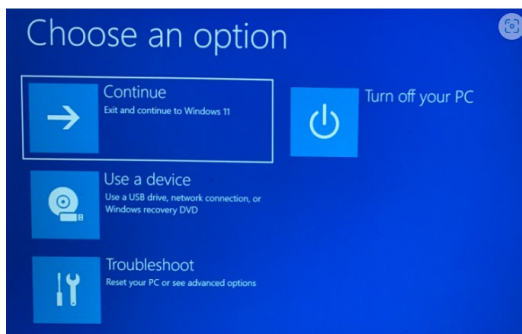 Choose an option
Continue
Exit and continue to Windows 11
Turn off your PC
Use a device
Use a USB drive, network connection, or
Windows recovery DVD
Troubleshoot
Reset your PC or see advanced options